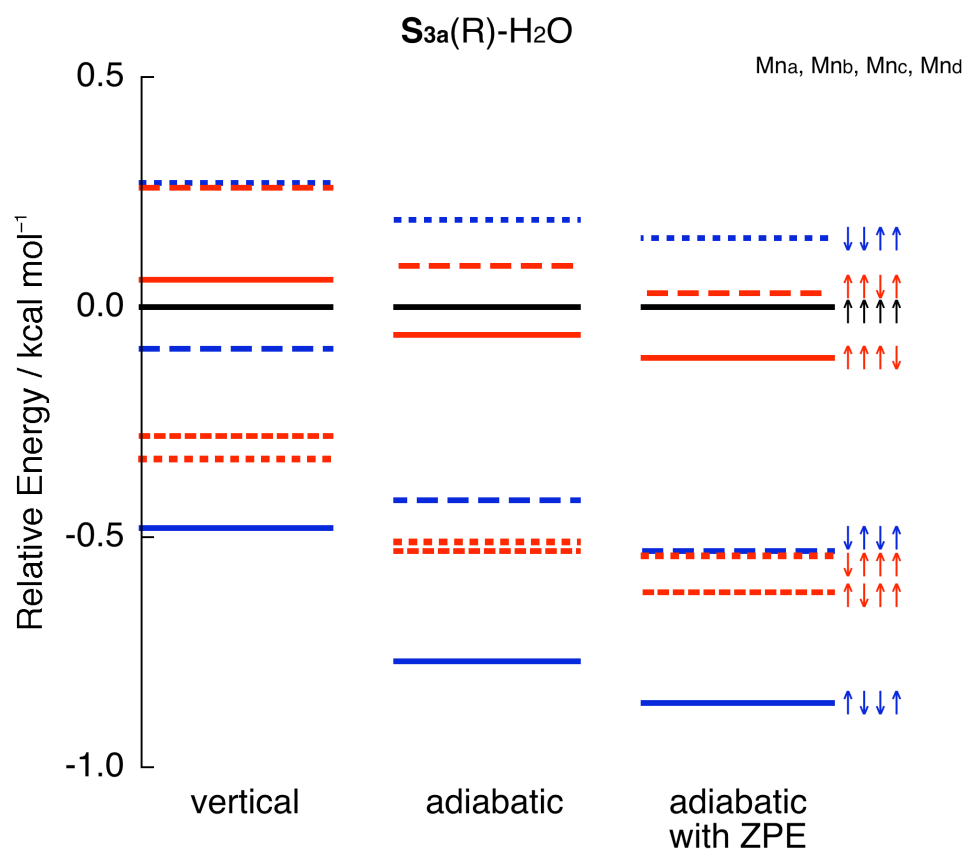 S3a(R)-H2O
Mna, Mnb, Mnc, Mnd
Relative Energy / kcal mol−1
0.5
0.0
-0.5
-1.0
↓↓↑↑
↑↑↓↑
↑↑↑↑
↑↑↑↓
↓↑↓↑
↓↑↑↑
↑↓↑↑
↑↓↓↑
vertical
adiabatic
adiabatic
with ZPE